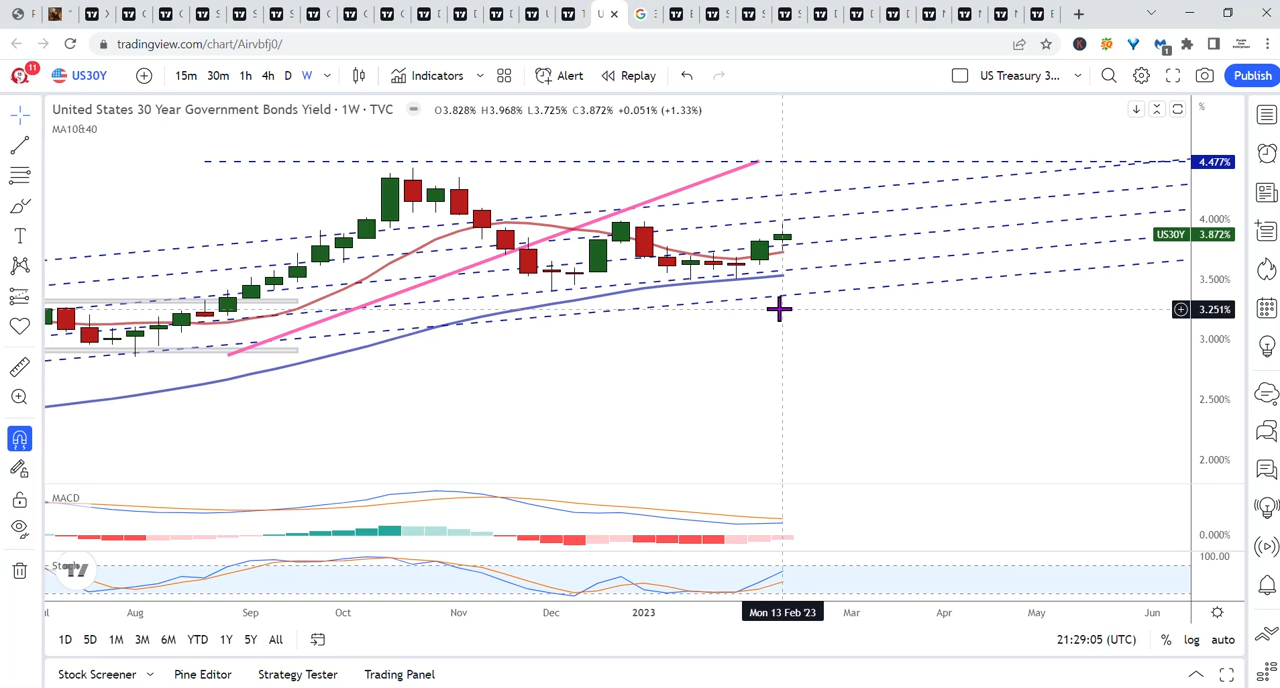 tradingview.com/chart/Airvbfj0/
11
US30Y
15m 30m 1h 4h D W
Indicators
Alert
Replay
US Treasury 3...
Publish
United States 30 Year Government Bonds Yield · 1W · TVC
O3.828% H3.968% L3.725% C3.872% +0.051% (+1.33%)
MA10&40
%
4.477%
4.000%
US30Y 3.872%
3.500%
3.251%
3.000%
2.500%
2.000%
MACD
0.000%
100.00
Stoch
Aug Sep Oct Nov Dec 2023 Mon 13 Feb '23 Mar Apr May Jun
1D 5D 1M 3M 6M YTD 1Y 5Y All
21:29:05 (UTC) % log auto
Stock Screener Pine Editor Strategy Tester Trading Panel